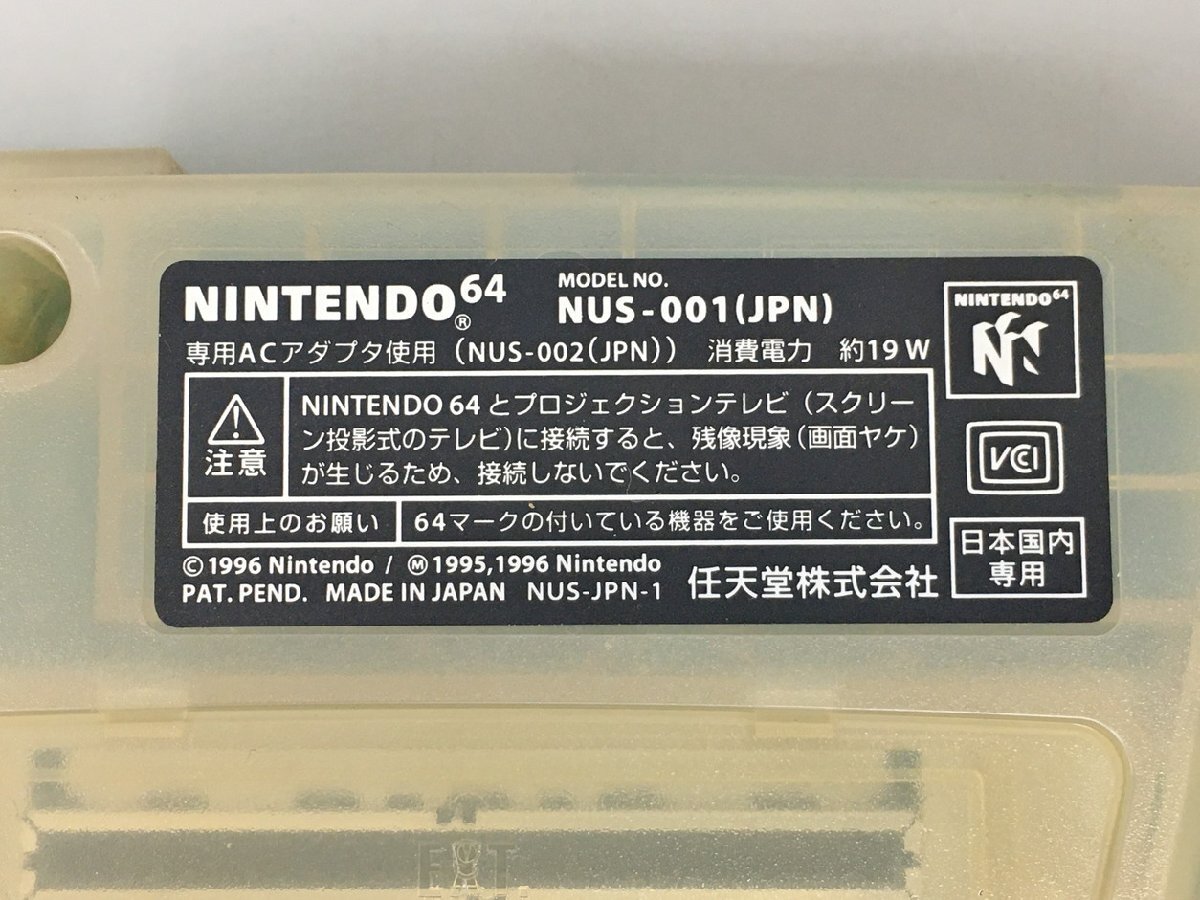 NINTENDO64®
MODEL NO.
NUS-001(JPN)
専用ACアダプタ使用 (NUS-002(JPN)) 消費電力 約19W
注意
NINTENDO 64 とプロジェクションテレビ (スクリー
ン投影式のテレビ)に接続すると、残像現象(画面ヤケ)
が生じるため、接続しないでください。
使用上のお願い
64マークの付いている機器をご使用ください。
©1996 Nintendo / Ⓜ1995,1996 Nintendo
PAT. PEND. MADE IN JAPAN NUS-JPN-1
任天堂株式会社
NINTENDO64
VCCI
日本国内
専用
EXT.